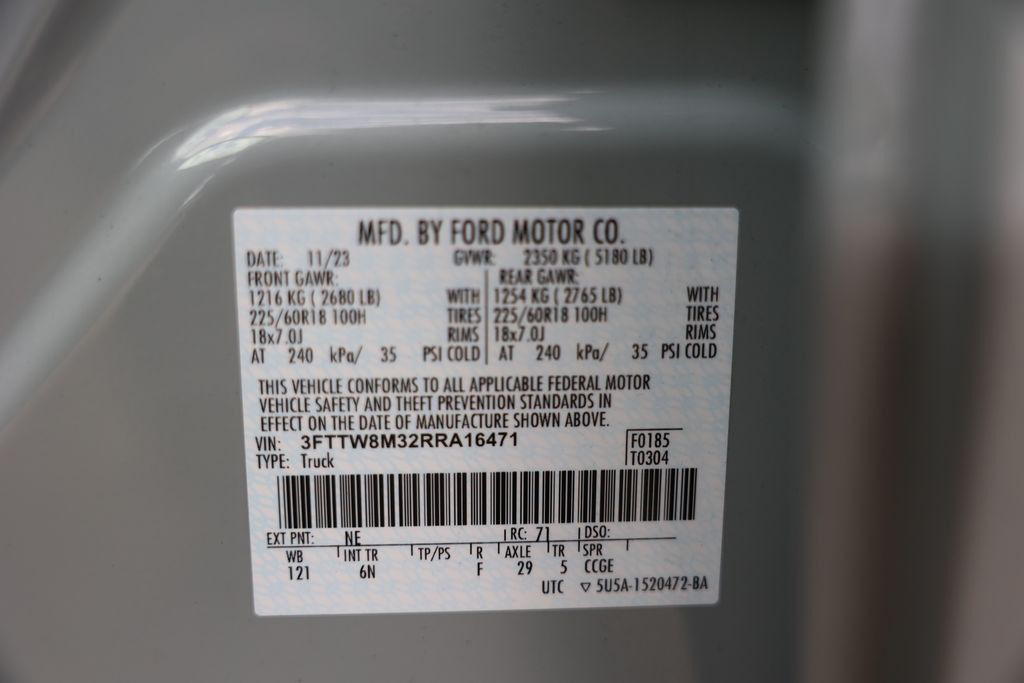 MFD. BY FORD MOTOR CO.
DATE: 11/23 GVWR: 2350 KG ( 5180 LB)
FRONT GAWR: REAR GAWR:
1216 KG ( 2680 LB) WITH 1254 KG ( 2765 LB) WITH
225/60R18 100H TIRES 225/60R18 100H TIRES
18x7.0J RIMS 18x7.0J RIMS
AT 240 kPa/ 35 PSI COLD AT 240 kPa/ 35 PSI COLD
THIS VEHICLE CONFORMS TO ALL APPLICABLE FEDERAL MOTOR
VEHICLE SAFETY AND THEFT PREVENTION STANDARDS IN
EFFECT ON THE DATE OF MANUFACTURE SHOWN ABOVE.
VIN: 3FTTW8M32RRA16471 F0185
TYPE: Truck T0304
EXT PNT: NE RC: 71 DSO:
WB INT TR TP/PS R AXLE TR SPR
121 6N F 29 5 CCGE
UTC ▽ 5U5A-1520472-BA